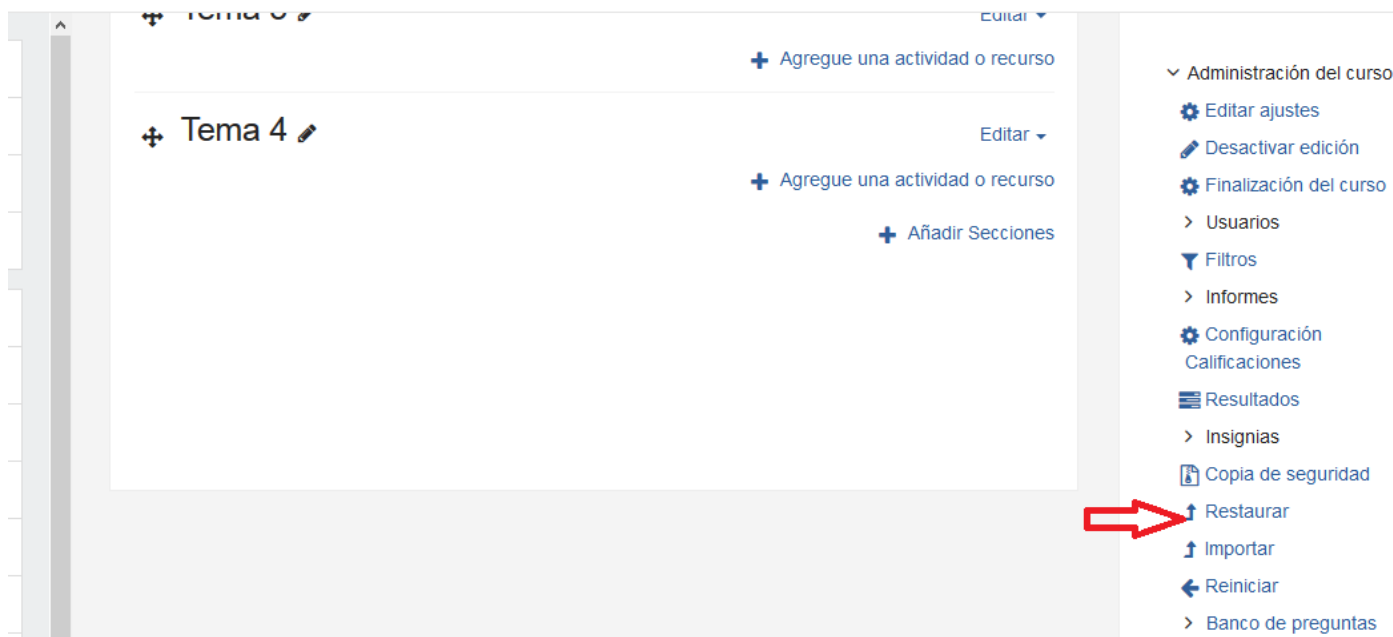 Tema
Editar
Agregue una actividad o recurso
Tema 4
Editar
Agregue una actividad o recurso
Añadir Secciones
Administración del curso
Editar ajustes
Desactivar edición
Finalización del curso
Usuarios
Filtros
Informes
Configuración
Calificaciones
Resultados
Insignias
Copia de seguridad
Restaurar
Importar
Reiniciar
Banco de preguntas